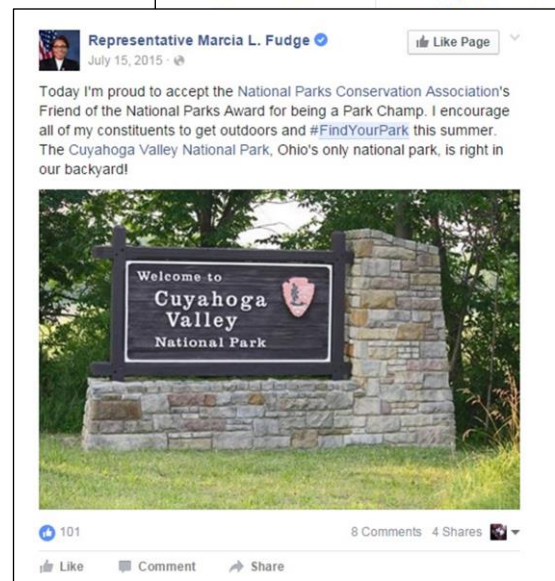 Representative Marcia L. Fudge
Like Page
July 15, 2015 ·
Today I'm proud to accept the National Parks Conservation Association's
Friend of the National Parks Award for being a Park Champ. I encourage
all of my constituents to get outdoors and #FindYourPark this summer.
The Cuyahoga Valley National Park, Ohio's only national park, is right in
our backyard!
Welcome to
Cuyahoga
Valley
National Park
101
8 Comments 4 Shares
Like Comment Share